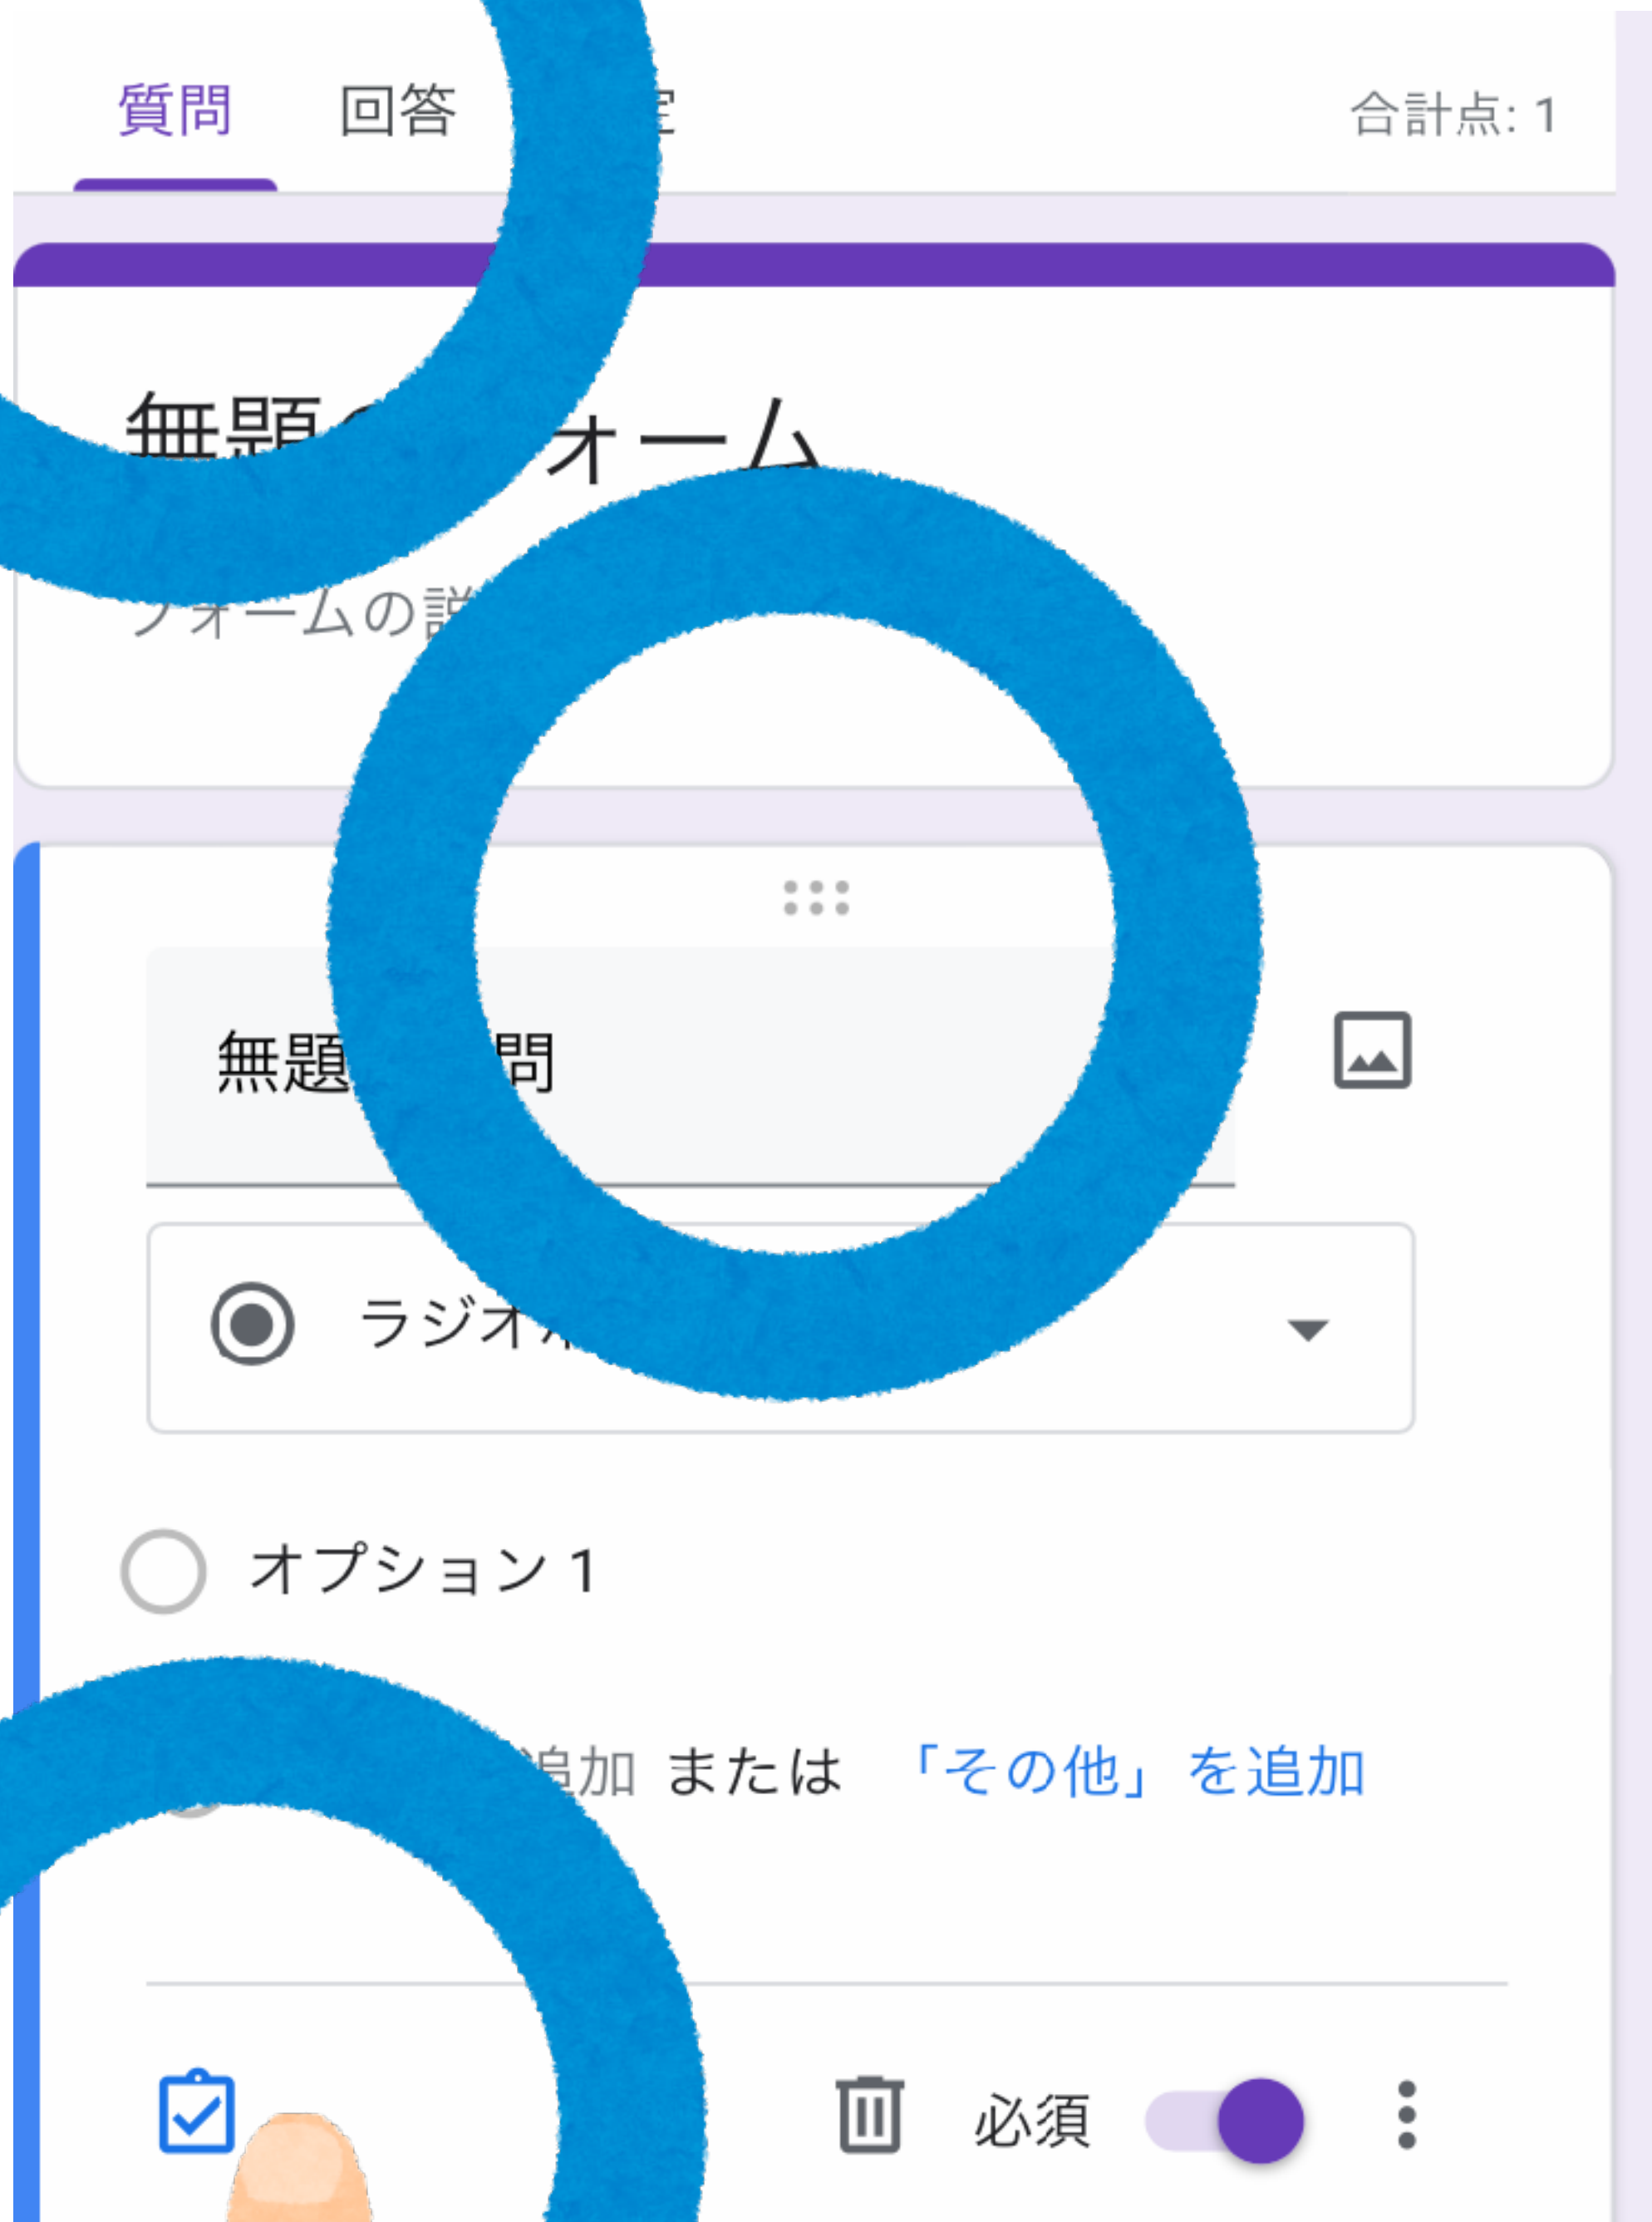 質問 回答 合計点: 1
無題 ォーム
フォームの
無題 問
ラジオ
オプション 1
追加 または 「その他」を追加
必須